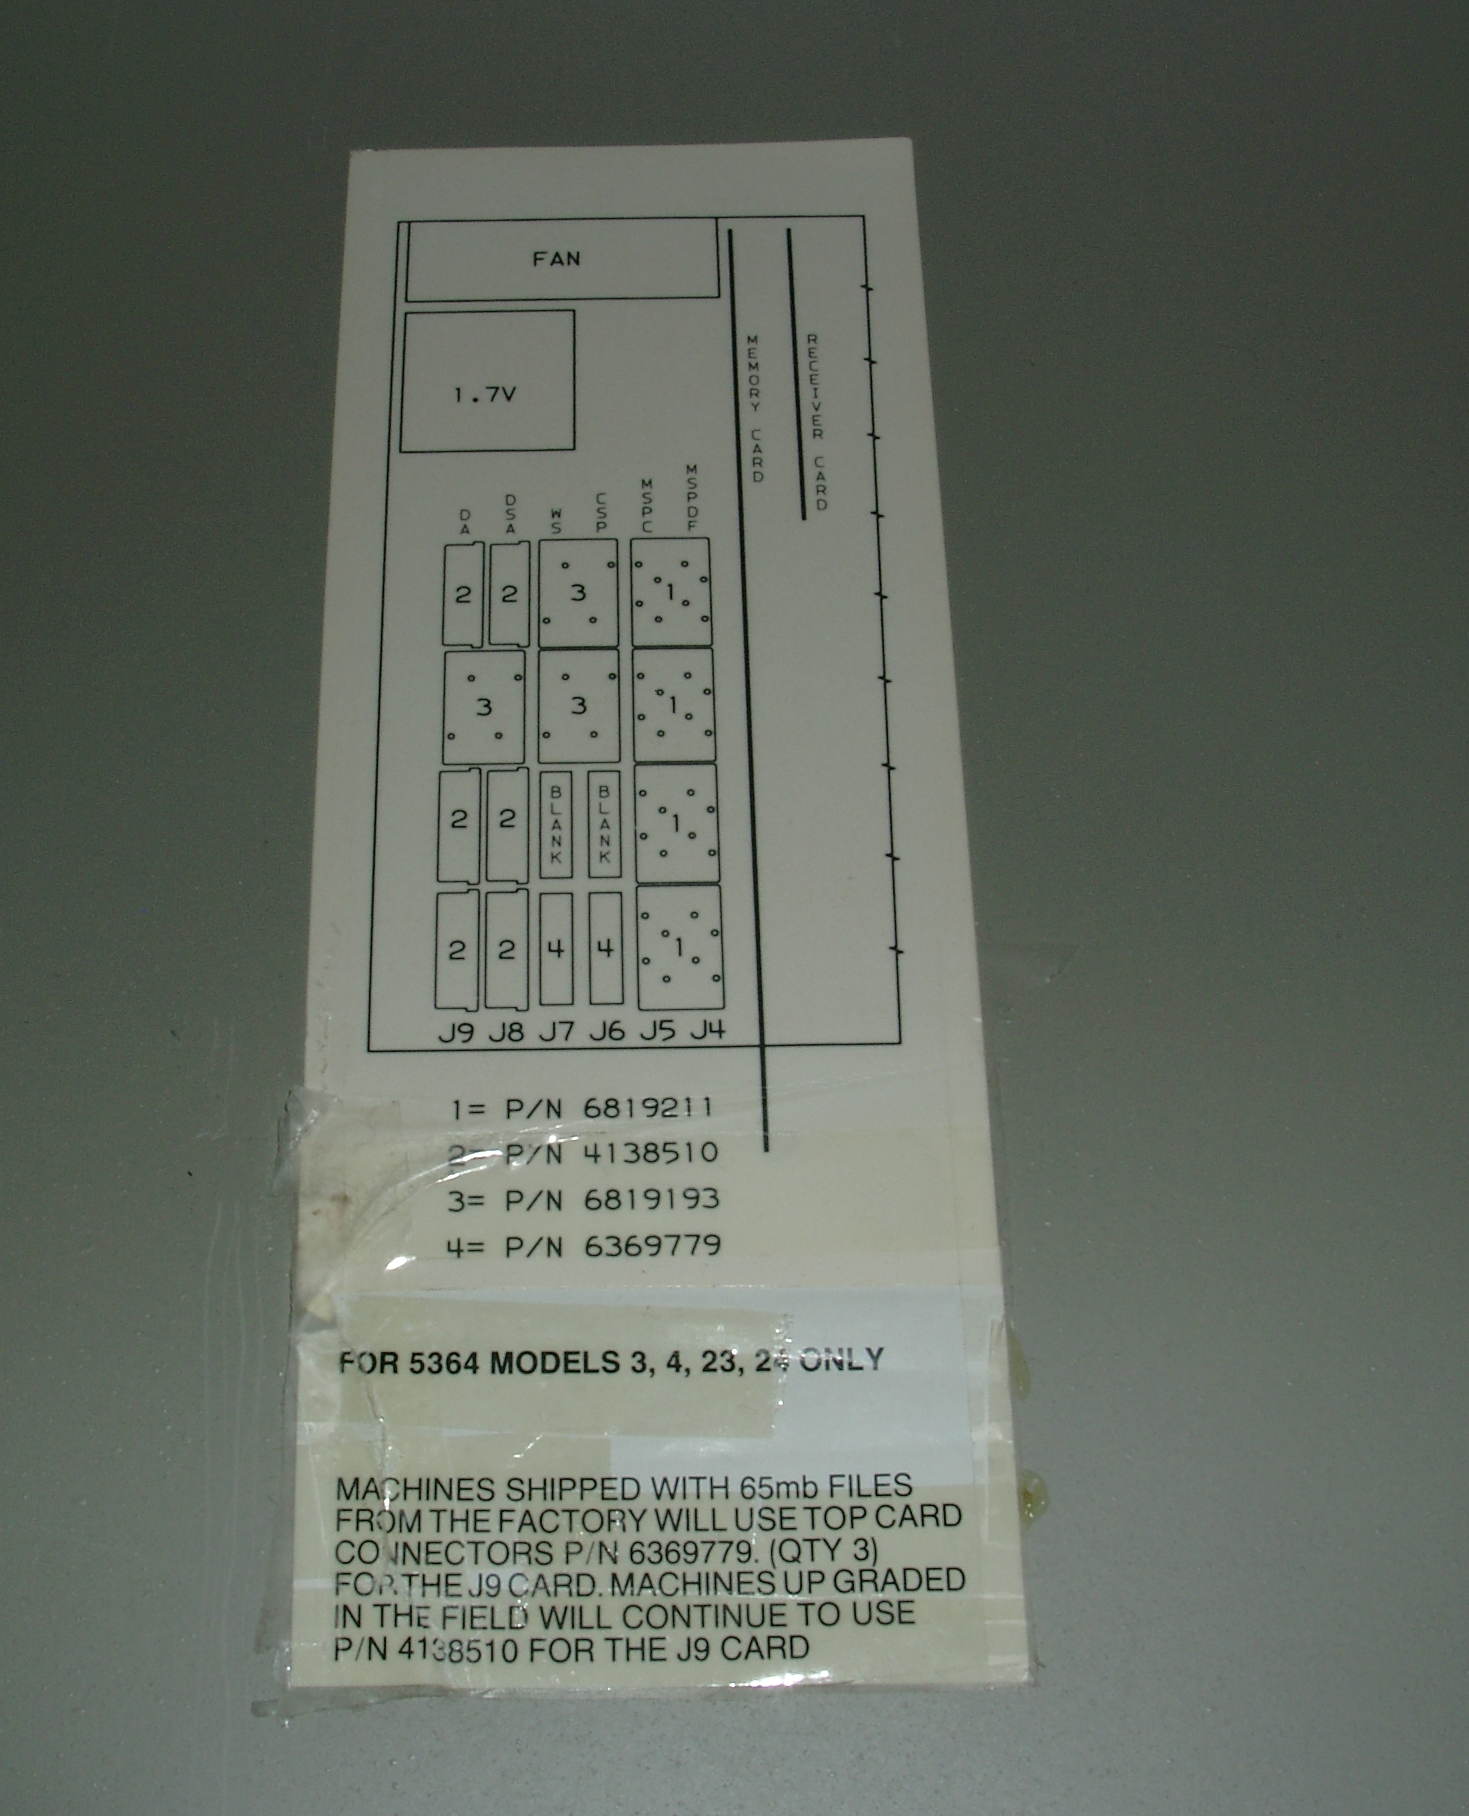 FAN
1.7V
MEMORY CARD
RECEIVER CARD
DA DSA WS CSP MSPC MSPDF
2 2 3 1
3 3 1
2 2 BLANK BLANK 1
2 2 4 4 1
J9 J8 J7 J6 J5 J4
1= P/N 6819211
2= P/N 4138510
3= P/N 6819193
4= P/N 6369779
FOR 5364 MODELS 3, 4, 23, 24 ONLY
MACHINES SHIPPED WITH 65mb FILES
FROM THE FACTORY WILL USE TOP CARD
CONNECTORS P/N 6369779. (QTY 3)
FOR THE J9 CARD. MACHINES UP GRADED
IN THE FIELD WILL CONTINUE TO USE
P/N 4138510 FOR THE J9 CARD